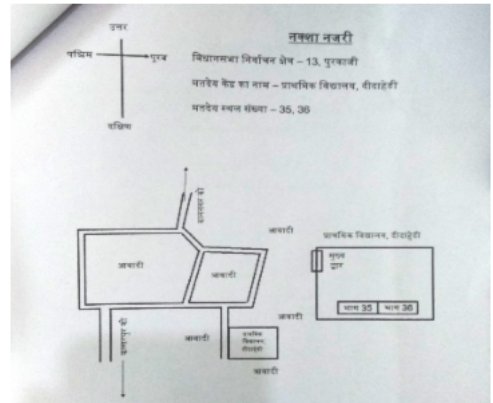 नक्शा नजरी
उत्तर
पश्चिम
पुरब
दक्षिण
विधानसभा निर्वाचन क्षेत्र – 13, पुरकाजी
मतदेय केंद्र का नाम – प्राथमिक विद्यालय, दीदाहेडी
मतदेय स्थल संख्या – 35, 36
आबादी
प्राथमिक विद्यालय, दीदाहेडी
मुख्य
द्वार
आबादी
आबादी
आबादी
भाग 35
भाग 36
आबादी
प्राथमिक
विद्यालय,
दीदाहेडी
आबादी